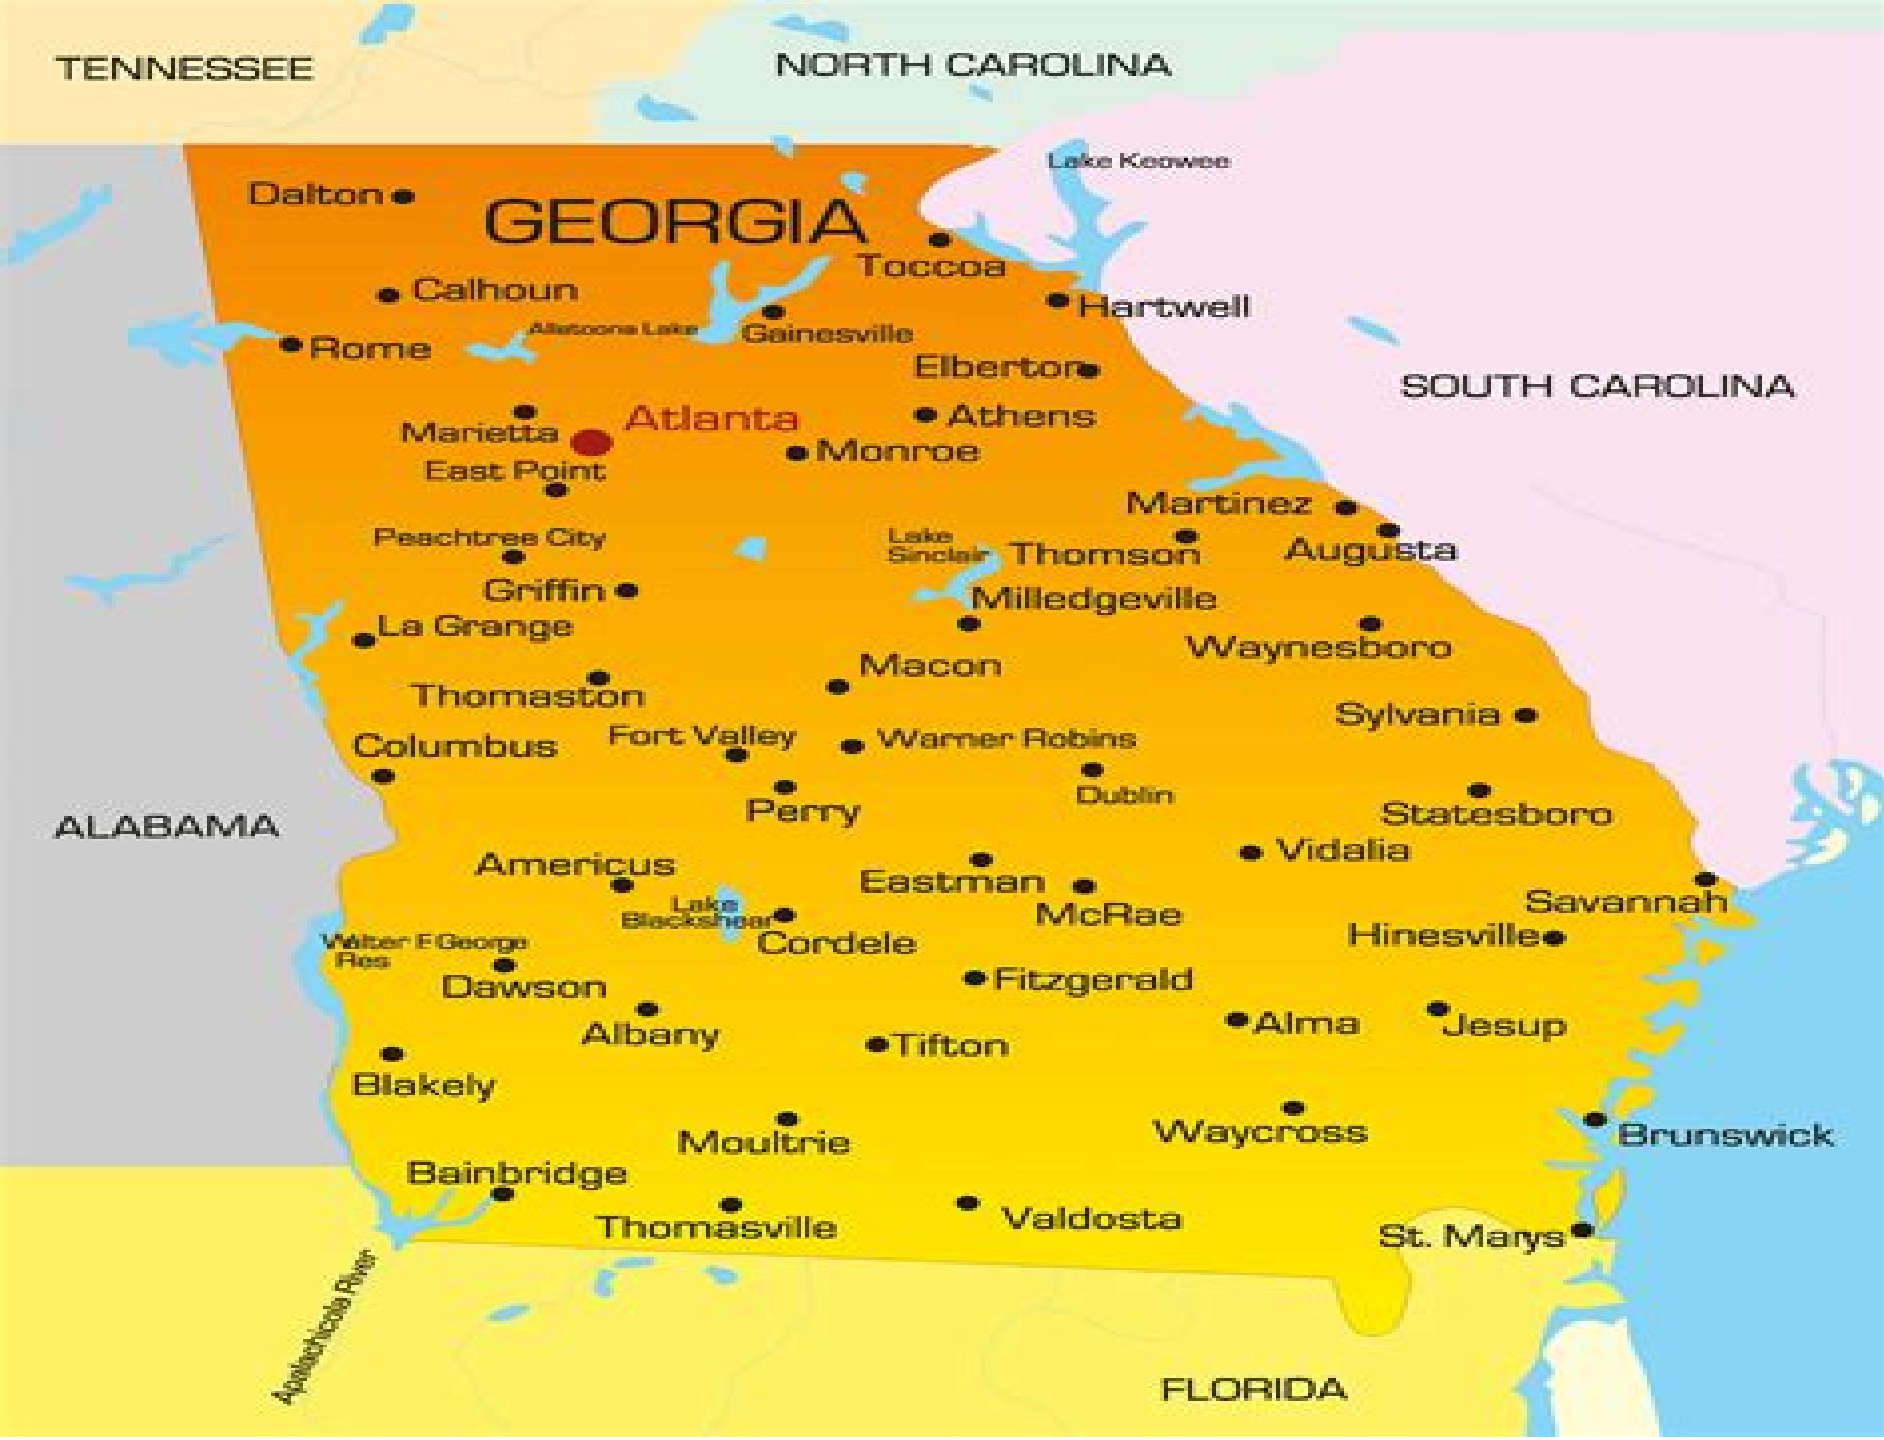 TENNESSEE
NORTH CAROLINA
Lake Keowee
Dalton
GEORGIA
Toccoa
Calhoun
Hartwell
Allatoona Lake
Gainesville
Rome
Elberton
SOUTH CAROLINA
Atlanta
Athens
Marietta
Monroe
East Point
Martinez
Peachtree City
Lake
Sinclair
Thomson
Augusta
Griffin
Milledgeville
La Grange
Waynesboro
Macon
Thomaston
Sylvania
Fort Valley
Warner Robins
Columbus
Dublin
Perry
Statesboro
ALABAMA
Vidalia
Americus
Eastman
Lake
Blackshear
Savannah
McRae
Hinesville
Walter F George
Res
Cordele
Dawson
Fitzgerald
Alma
Jesup
Albany
Tifton
Blakely
Waycross
Brunswick
Moultrie
Bainbridge
Thomasville
Valdosta
St. Marys
Apalachicola River
FLORIDA